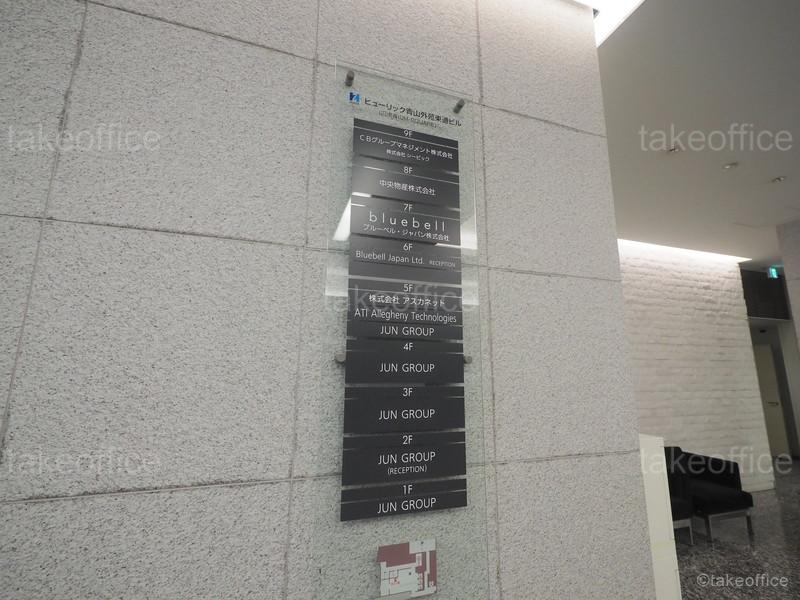 ヒューリック青山外苑東通ビル
9F
CBグループマネジメント株式会社
株式会社 シービック
8F
中央物産株式会社
7F
bluebell
ブルーベル・ジャパン株式会社
6F
Bluebell Japan Ltd. RECEPTION
5F
株式会社 アスカネット
ATI Allegheny Technologies
JUN GROUP
4F
JUN GROUP
3F
JUN GROUP
2F
JUN GROUP
(RECEPTION)
1F
JUN GROUP
takeoffice
takeoffice
takeoffice
takeoffice
takeoffice
©takeoffice